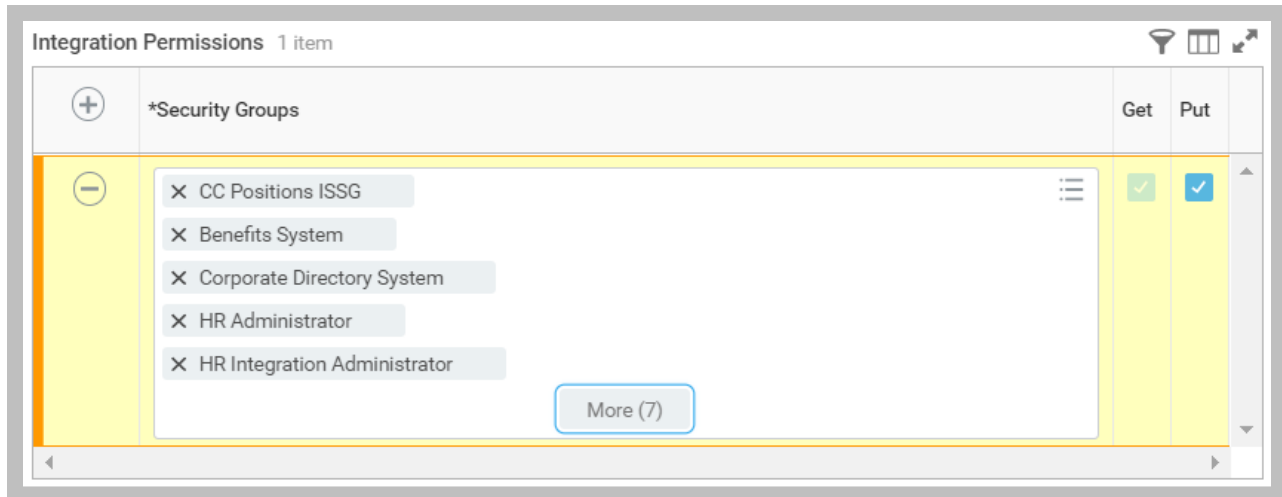 Integration Permissions 1 item
*Security Groups Get Put
CC Positions ISSG
Benefits System
Corporate Directory System
HR Administrator
HR Integration Administrator
More (7)